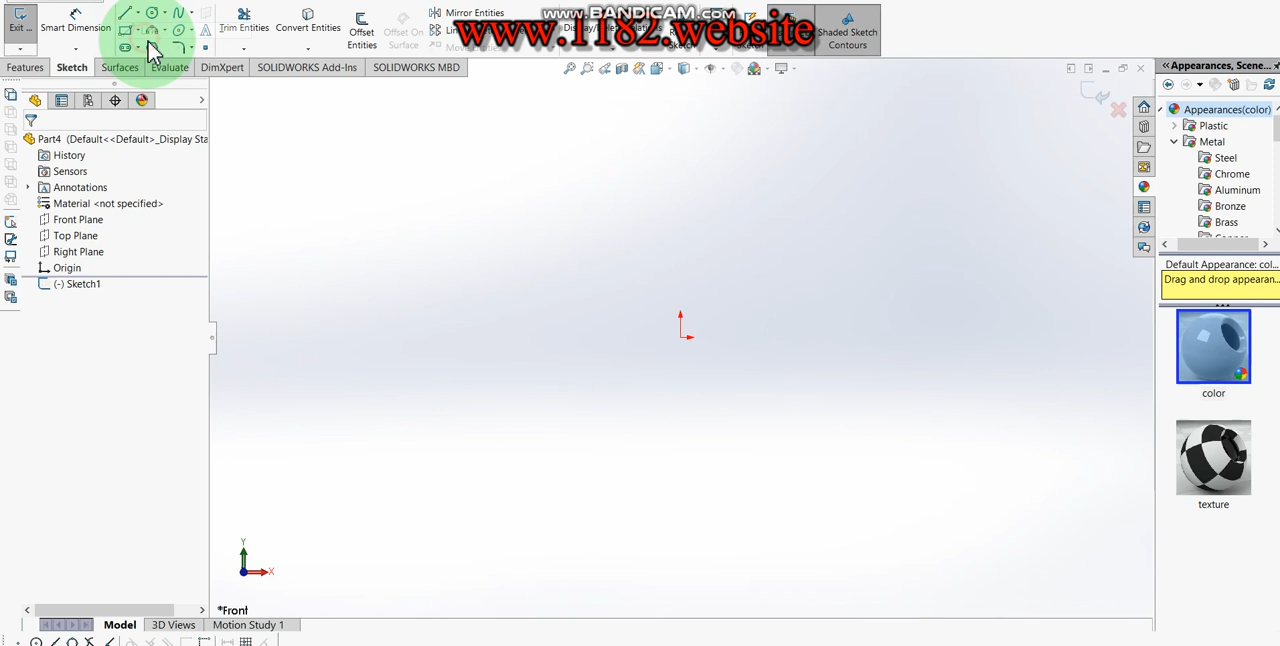 www.BANDICAM.com
www.1182.website
Exit ...
Smart Dimension
Trim Entities
Convert Entities
Offset Entities
Offset On Surface
Mirror Entities
Shaded Sketch Contours
Features
Sketch
Surfaces
Evaluate
DimXpert
SOLIDWORKS Add-Ins
SOLIDWORKS MBD
Part4 (Default<<Default>_Display Sta
History
Sensors
Annotations
Material <not specified>
Front Plane
Top Plane
Right Plane
Origin
(-) Sketch1
Y
X
*Front
Model
3D Views
Motion Study 1
Appearances, Scene...
Appearances(color)
Plastic
Metal
Steel
Chrome
Aluminum
Bronze
Brass
Default Appearance: col...
Drag and drop appearan...
color
texture